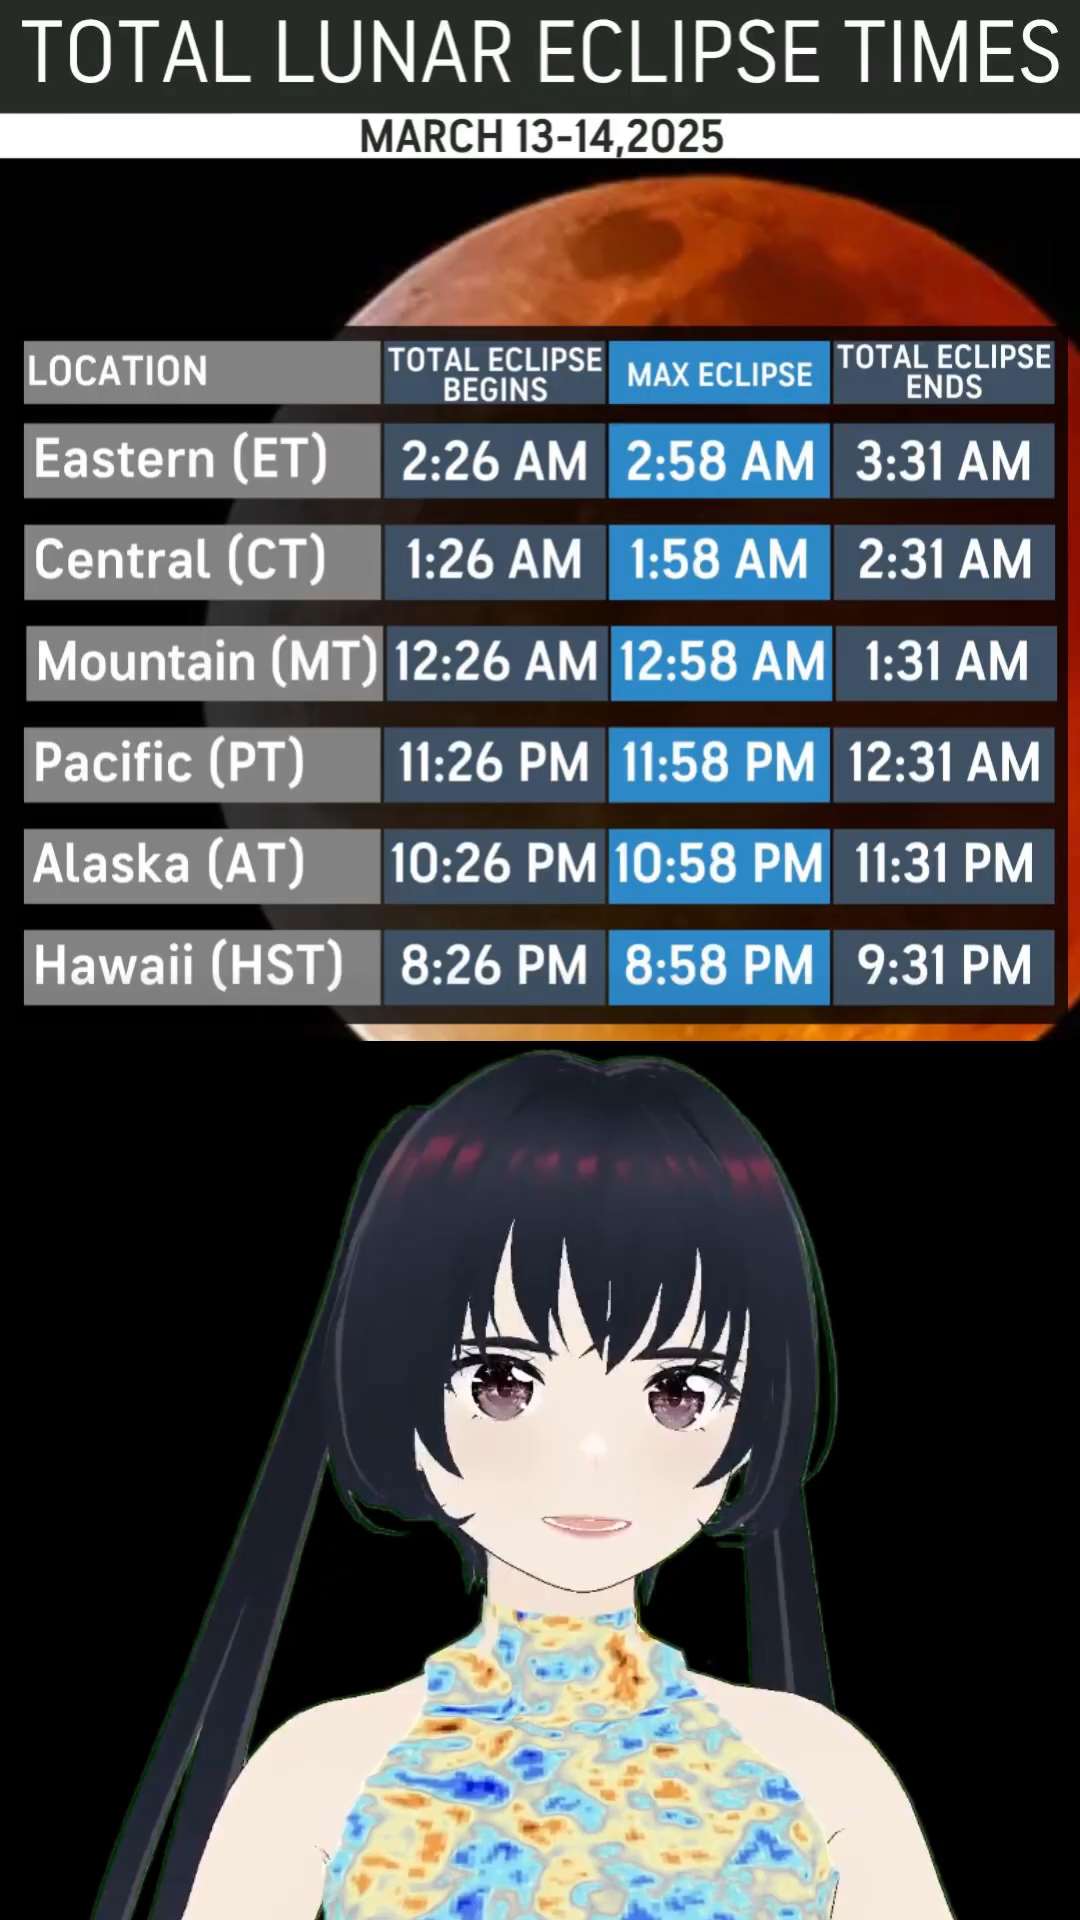 TOTAL LUNAR ECLIPSE TIMES
MARCH 13-14,2025
LOCATION
TOTAL ECLIPSE
BEGINS
MAX ECLIPSE
TOTAL ECLIPSE
ENDS
Eastern (ET) 2:26 AM 2:58 AM 3:31 AM
Central (CT) 1:26 AM 1:58 AM 2:31 AM
Mountain (MT) 12:26 AM 12:58 AM 1:31 AM
Pacific (PT) 11:26 PM 11:58 PM 12:31 AM
Alaska (AT) 10:26 PM 10:58 PM 11:31 PM
Hawaii (HST) 8:26 PM 8:58 PM 9:31 PM